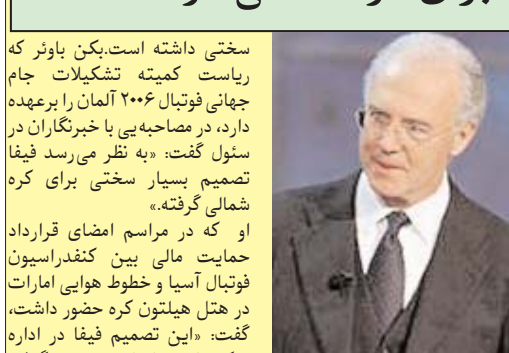 سختی داشته است.بکن باوئر که
ریاست کمیته تشکیلات جام
جهانی فوتبال ۲۰۰۶ آلمان را برعهده
دارد، در مصاحبه‌یی با خبرنگاران در
سئول گفت: «به نظر می‌رسد فیفا
تصمیم بسیار سختی برای کره
شمالی گرفته.»
او که در مراسم امضای قرارداد
حمایت مالی بین کنفدراسیون
فوتبال آسیا و خطوط هوایی امارات
در هتل هیلتون کره حضور داشت،
گفت: «این تصمیم فیفا در اداره